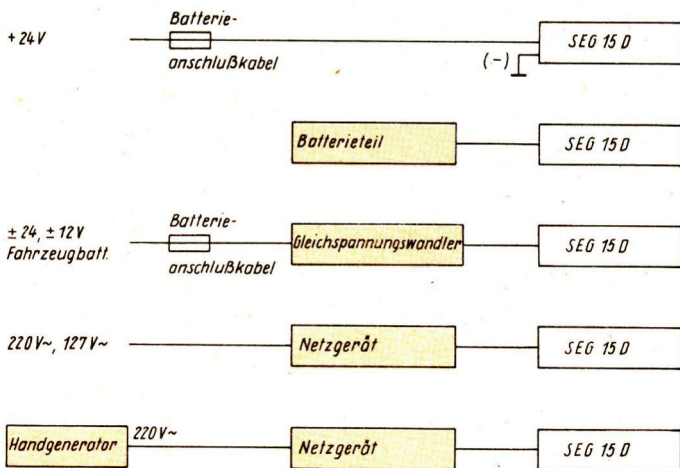 Batterie-
+24V
SEG 15 D
anschlußkabel
(-)
Batterieteil
SEG 15 D
Batterie-
± 24, ± 12 V
Fahrzeugbatt.
Gleichspannungswandler
SEG 15 D
anschlußkabel
220 V~, 127 V~
Netzgerät
SEG 15 D
Handgenerator
220 V~
Netzgerät
SEG 15 D